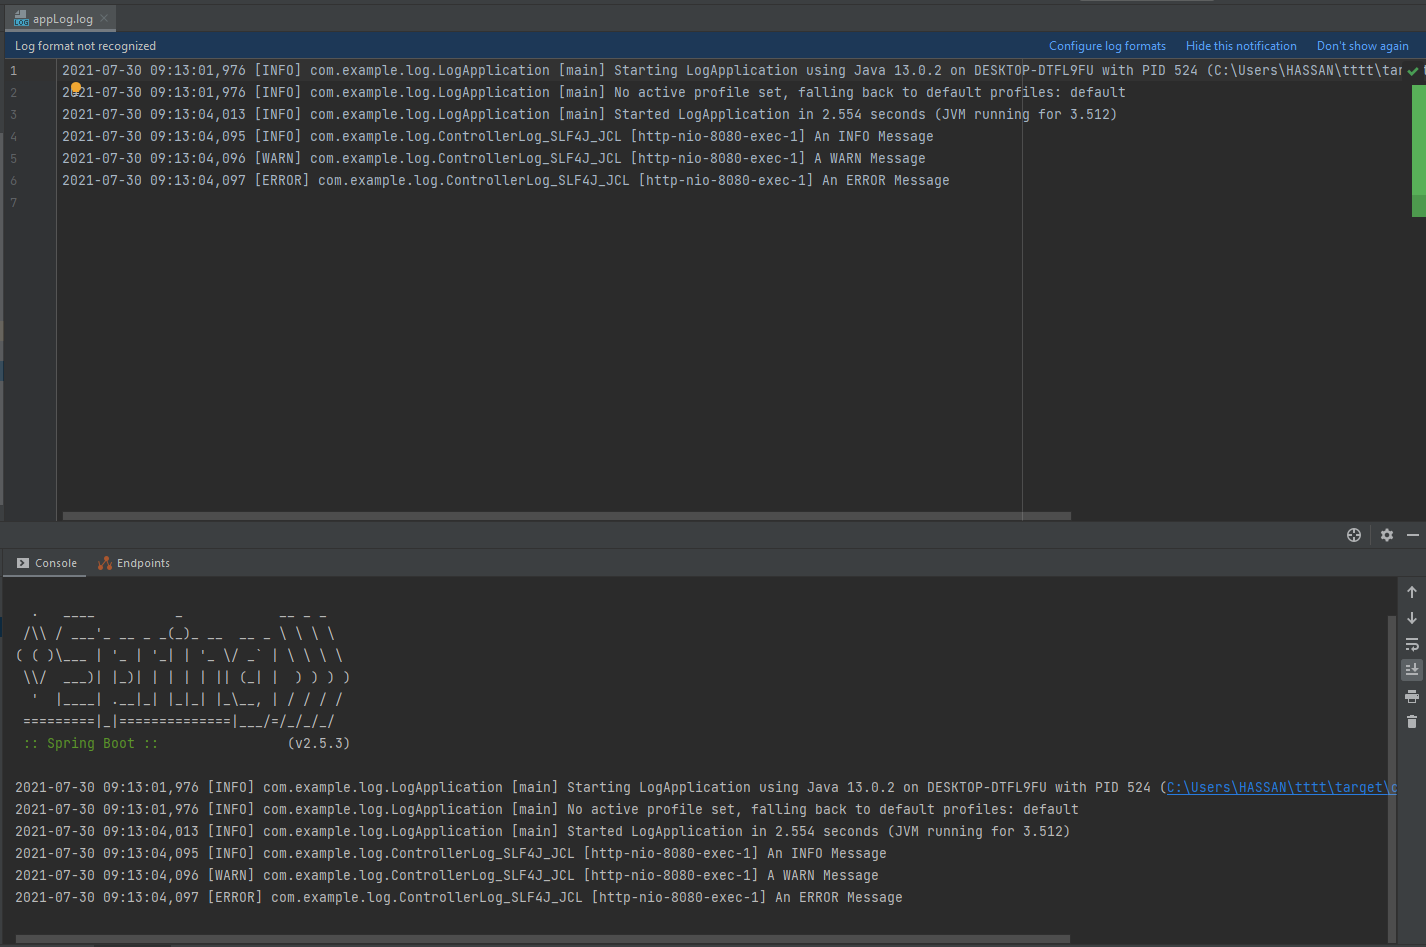 appLog.log
Log format not recognized Configure log formats Hide this notification Don't show again
1 2021-07-30 09:13:01,976 [INFO] com.example.log.LogApplication [main] Starting LogApplication using Java 13.0.2 on DESKTOP-DTFL9FU with PID 524 (C:\Users\HASSAN\tttt\tar
2 2021-07-30 09:13:01,976 [INFO] com.example.log.LogApplication [main] No active profile set, falling back to default profiles: default
3 2021-07-30 09:13:04,013 [INFO] com.example.log.LogApplication [main] Started LogApplication in 2.554 seconds (JVM running for 3.512)
4 2021-07-30 09:13:04,095 [INFO] com.example.log.ControllerLog_SLF4J_JCL [http-nio-8080-exec-1] An INFO Message
5 2021-07-30 09:13:04,096 [WARN] com.example.log.ControllerLog_SLF4J_JCL [http-nio-8080-exec-1] A WARN Message
6 2021-07-30 09:13:04,097 [ERROR] com.example.log.ControllerLog_SLF4J_JCL [http-nio-8080-exec-1] An ERROR Message
7
Console Endpoints
  .   ____          _            __ _ _
 /\\ / ___'_ __ _ _(_)_ __  __ _ \ \ \ \
( ( )\___ | '_ | '_| | '_ \/ _` | \ \ \ \
 \\/  ___)| |_)| | | | | || (_| |  ) ) ) )
  '  |____| .__|_| |_|_| |_\__, | / / / /
 =========|_|==============|___/=/_/_/_/
:: Spring Boot :: (v2.5.3)
2021-07-30 09:13:01,976 [INFO] com.example.log.LogApplication [main] Starting LogApplication using Java 13.0.2 on DESKTOP-DTFL9FU with PID 524 (C:\Users\HASSAN\tttt\target\c
2021-07-30 09:13:01,976 [INFO] com.example.log.LogApplication [main] No active profile set, falling back to default profiles: default
2021-07-30 09:13:04,013 [INFO] com.example.log.LogApplication [main] Started LogApplication in 2.554 seconds (JVM running for 3.512)
2021-07-30 09:13:04,095 [INFO] com.example.log.ControllerLog_SLF4J_JCL [http-nio-8080-exec-1] An INFO Message
2021-07-30 09:13:04,096 [WARN] com.example.log.ControllerLog_SLF4J_JCL [http-nio-8080-exec-1] A WARN Message
2021-07-30 09:13:04,097 [ERROR] com.example.log.ControllerLog_SLF4J_JCL [http-nio-8080-exec-1] An ERROR Message